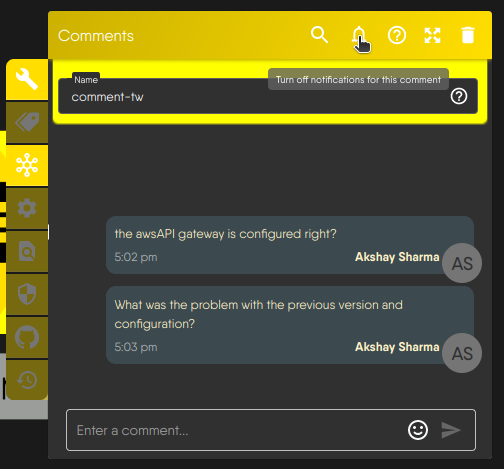 Comments
Turn off notifications for this comment
Name
comment-tw
the awsAPI gateway is configured right?
5:02 pm
Akshay Sharma
AS
What was the problem with the previous version and
configuration?
5:03 pm
Akshay Sharma
AS
Enter a comment...